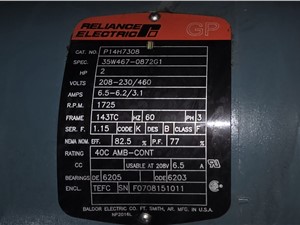 RELIANCE ELECTRIC GP
CAT. NO. P14H7308
SPEC. 35W467-0872G1
HP 2
VOLTS 208-230/460
AMPS 6.5-6.2/3.1
R.P.M. 1725
FRAME 143TC HZ 60 PH 3
SER. F. 1.15 CODE K DES B CLASS F
NEMA NOM. EFF. 82.5 % P.F. 77 %
RATING 40C AMB-CONT
CC USABLE AT 208V 6.5 A
BEARINGS DE 6205 ODE 6203
ENCL. TEFC SN F0708151011
BALDOR ELECTRIC CO. FT. SMITH, AR. MFG. IN U.S.A.
NP2016L